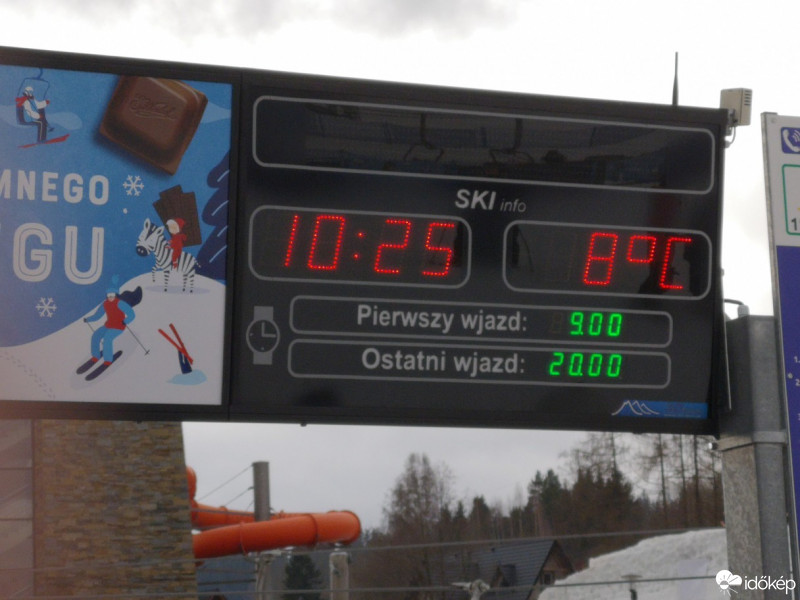 MNEGO
GU
SKI info
10:25 8°C
Pierwszy wjazd: 9.00
Ostatni wjazd: 20.00
időkép